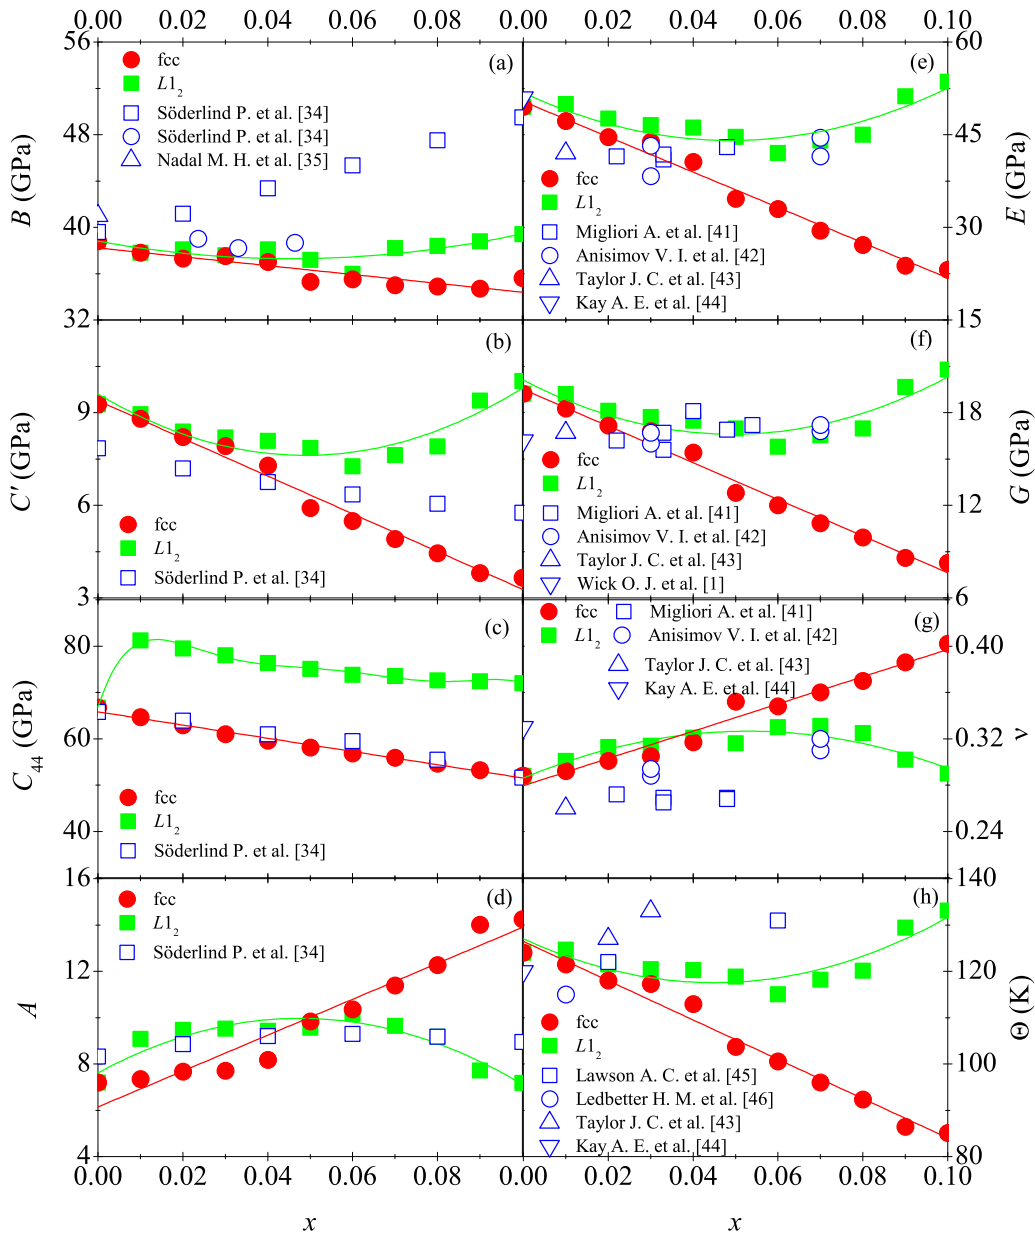 0.00 0.02 0.04 0.06 0.08 0.00 0.02 0.04 0.06 0.08 0.10
56
48
40
32
B (GPa)
(a)
fcc
L1₂
Söderlind P. et al. [34]
Söderlind P. et al. [34]
Nadal M. H. et al. [35]
(e)
60
45
30
15
E (GPa)
fcc
L1₂
Migliori A. et al. [41]
Anisimov V. I. et al. [42]
Taylor J. C. et al. [43]
Kay A. E. et al. [44]
(b)
9
6
3
C' (GPa)
fcc
L1₂
Söderlind P. et al. [34]
(f)
18
12
6
G (GPa)
fcc
L1₂
Migliori A. et al. [41]
Anisimov V. I. et al. [42]
Taylor J. C. et al. [43]
Wick O. J. et al. [1]
(c)
80
60
40
C₄₄ (GPa)
fcc
L1₂
Söderlind P. et al. [34]
(g)
0.40
0.32
0.24
ν
fcc Migliori A. et al. [41]
L1₂ Anisimov V. I. et al. [42]
Taylor J. C. et al. [43]
Kay A. E. et al. [44]
(d)
16
12
8
4
A
fcc
L1₂
Söderlind P. et al. [34]
(h)
140
120
100
80
Θ (K)
fcc
L1₂
Lawson A. C. et al. [45]
Ledbetter H. M. et al. [46]
Taylor J. C. et al. [43]
Kay A. E. et al. [44]
0.00 0.02 0.04 0.06 0.08 0.00 0.02 0.04 0.06 0.08 0.10
x x